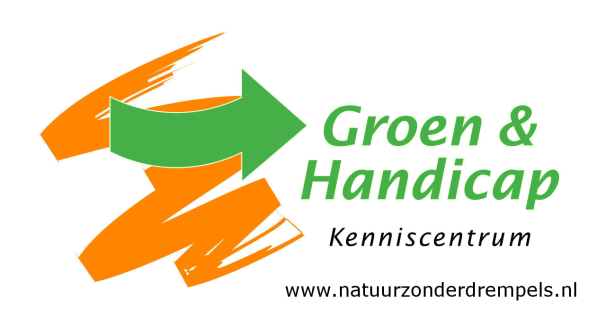 Groen &
Handicap
Kenniscentrum
www.natuurzonderdrempels.nl